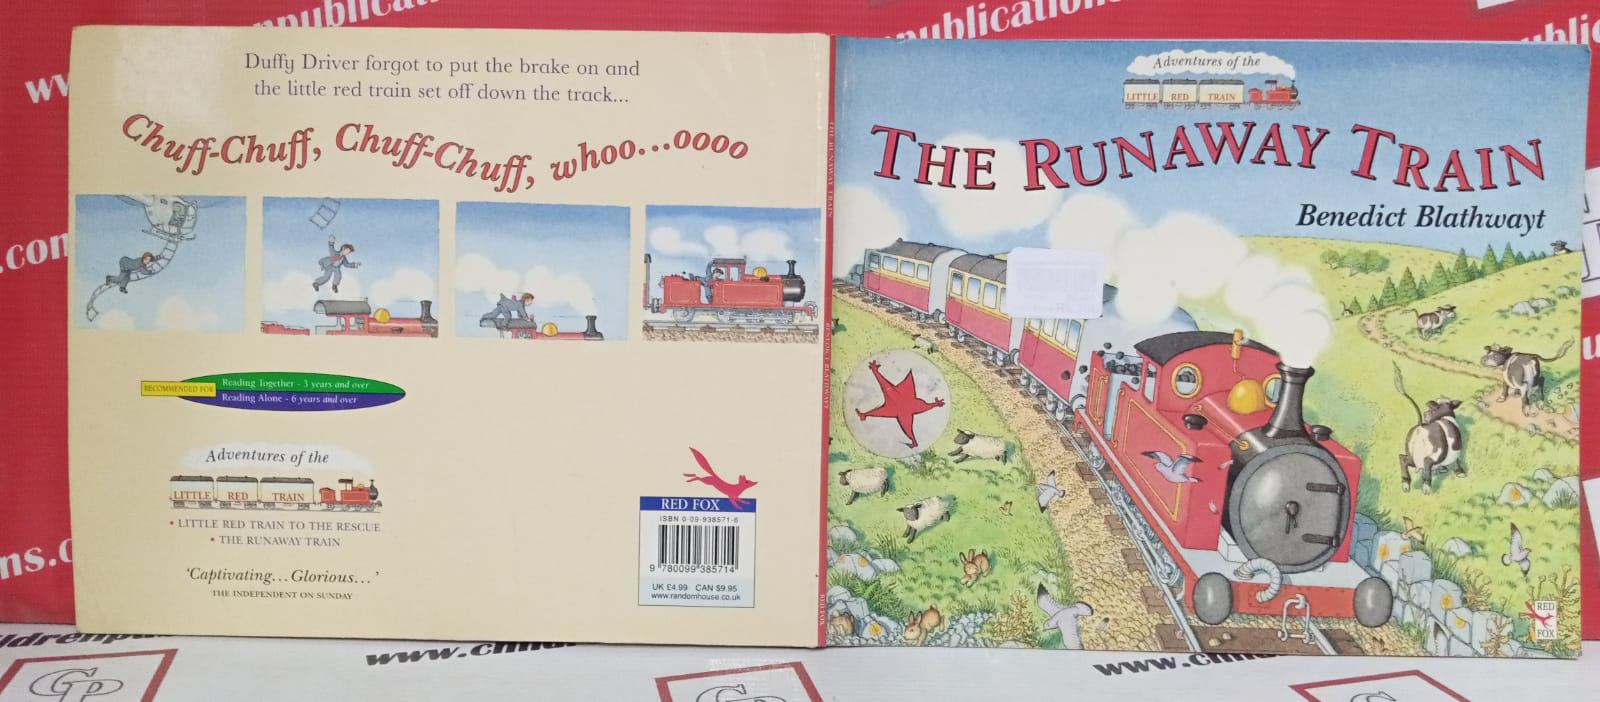 Duffy Driver forgot to put the brake on and
the little red train set off down the track...
Chuff-Chuff, Chuff-Chuff, whoo...oooo
RECOMMENDED FOR
Reading Together - 3 years and over
Reading Alone - 6 years and over
Adventures of the
LITTLE RED TRAIN
• LITTLE RED TRAIN TO THE RESCUE
• THE RUNAWAY TRAIN
'Captivating...Glorious...'
THE INDEPENDENT ON SUNDAY
RED FOX
ISBN 0-09-938571-6
9 780099 385714
UK £4.99 CAN $9.95
www.randomhouse.co.uk
THE RUNAWAY TRAIN
BENEDICT BLATHWAYT
RED FOX
Adventures of the
LITTLE RED TRAIN
THE RUNAWAY TRAIN
Benedict Blathwayt
RED
FOX